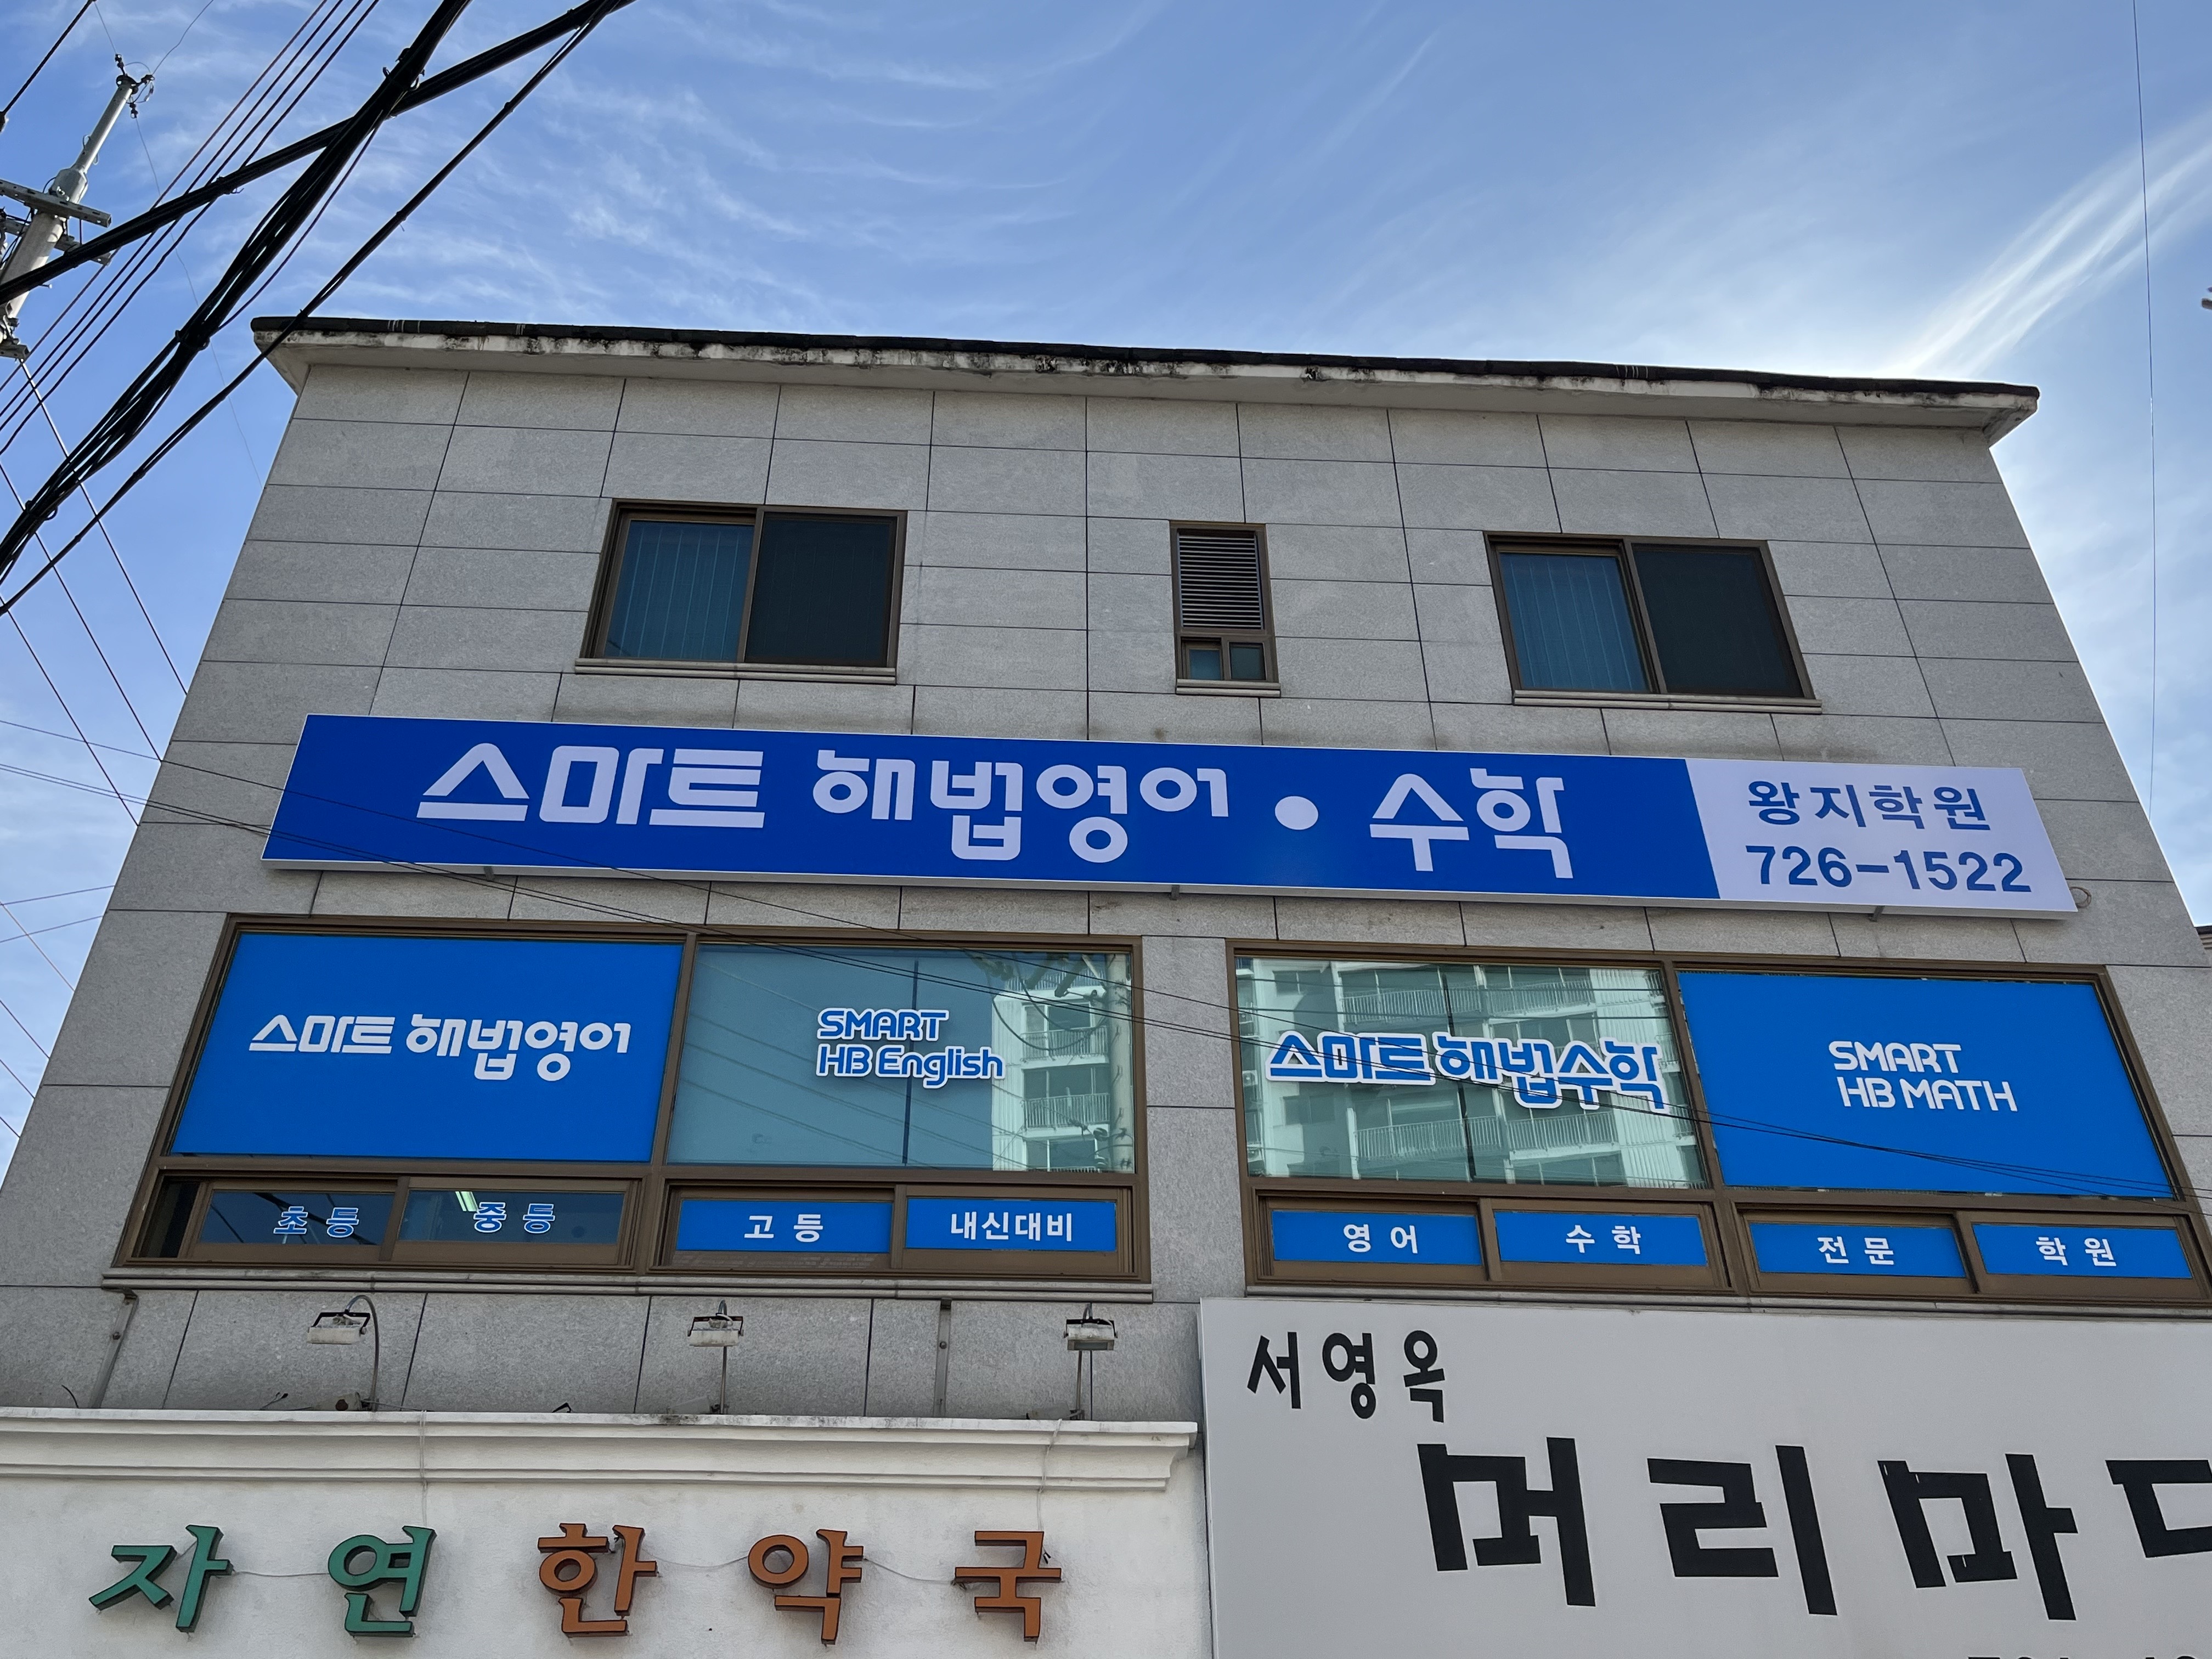 스마트 해법영어 • 수학
왕지학원
726-1522
스마트 해법영어
SMART
HB English
스마트 해법수학
SMART
HB MATH
초등
중등
고등
내신대비
영어
수학
전문
학원
서영옥
머리마
자연한약국